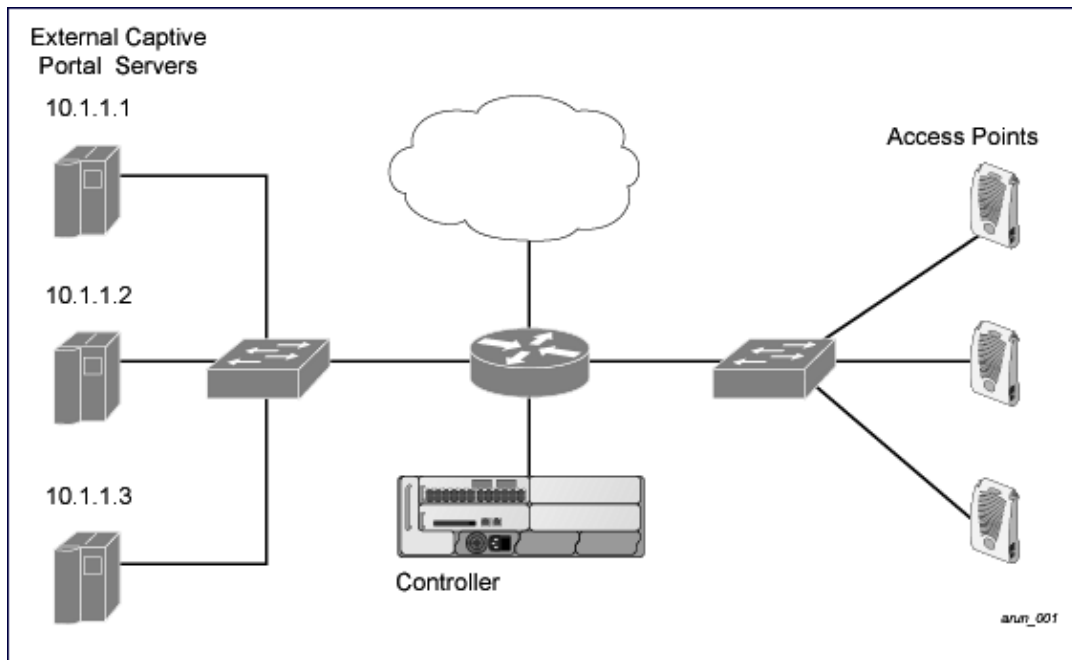 External Captive
Portal Servers
10.1.1.1
Access Points
10.1.1.2
10.1.1.3
Controller
arun_001